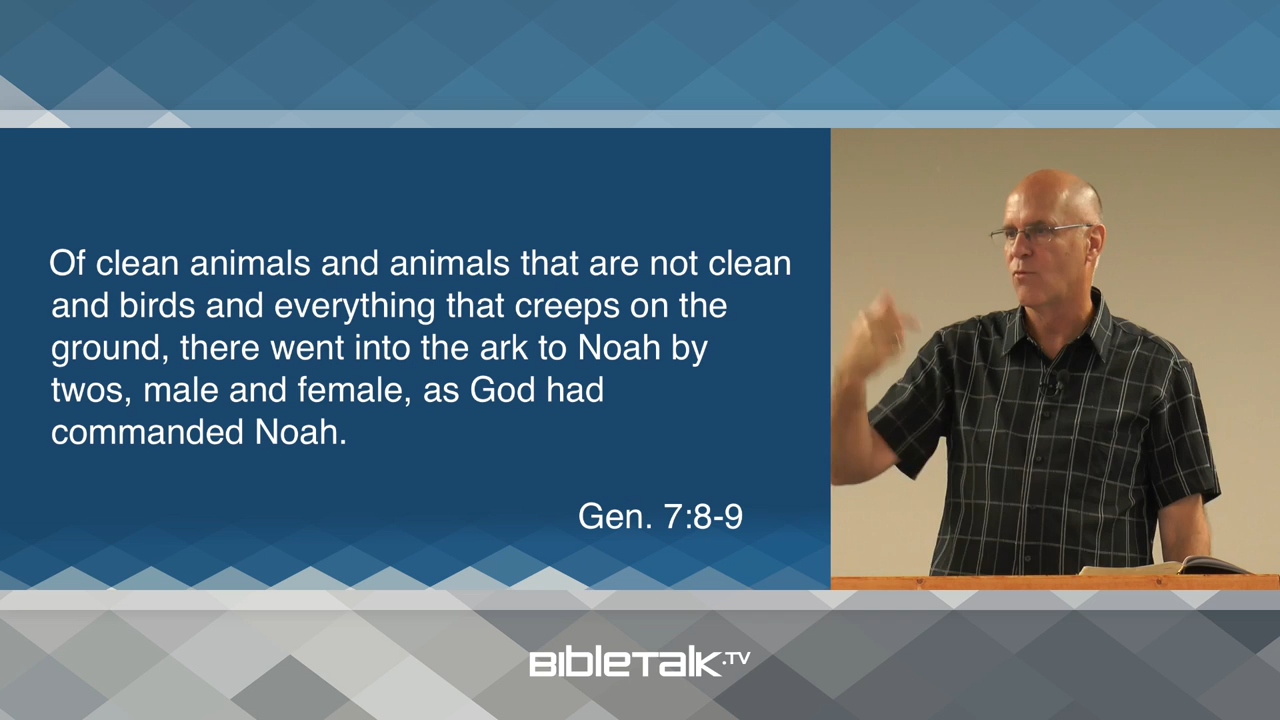 Of clean animals and animals that are not clean
and birds and everything that creeps on the
ground, there went into the ark to Noah by
twos, male and female, as God had
commanded Noah.
Gen. 7:8-9
BIBLETALK.TV